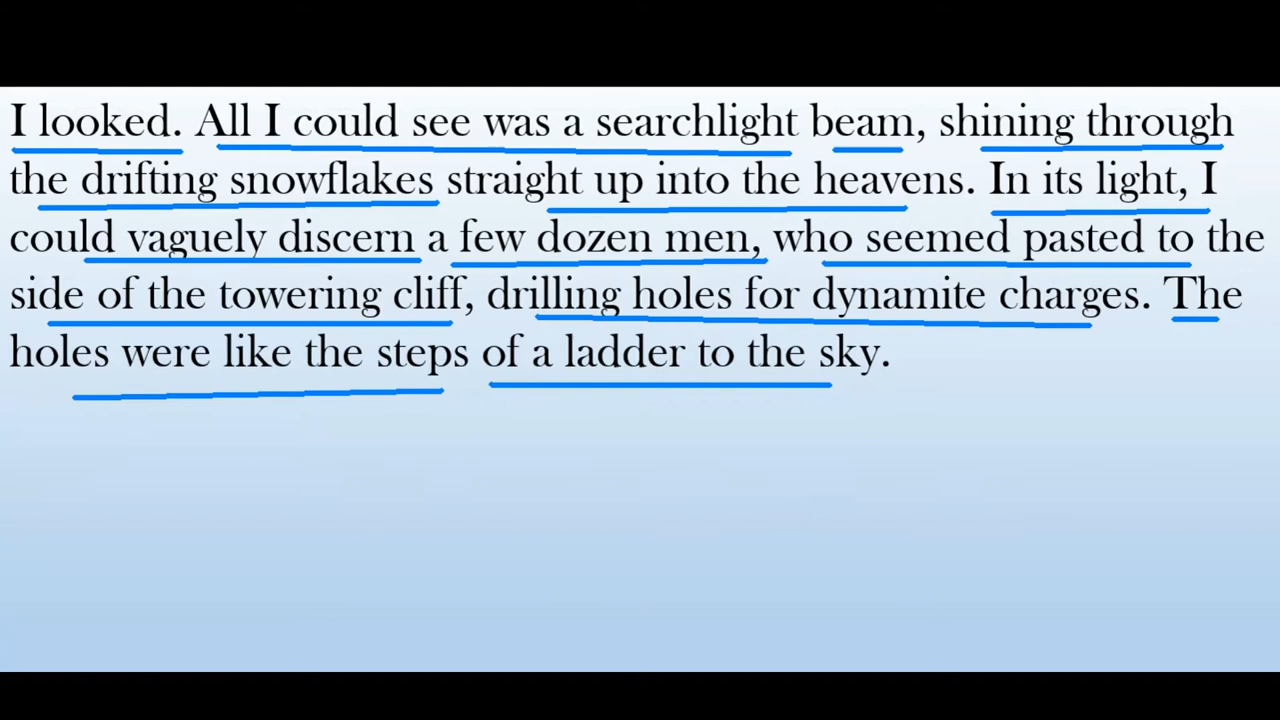 I looked. All I could see was a searchlight beam, shining through
the drifting snowflakes straight up into the heavens. In its light, I
could vaguely discern a few dozen men, who seemed pasted to the
side of the towering cliff, drilling holes for dynamite charges. The
holes were like the steps of a ladder to the sky.